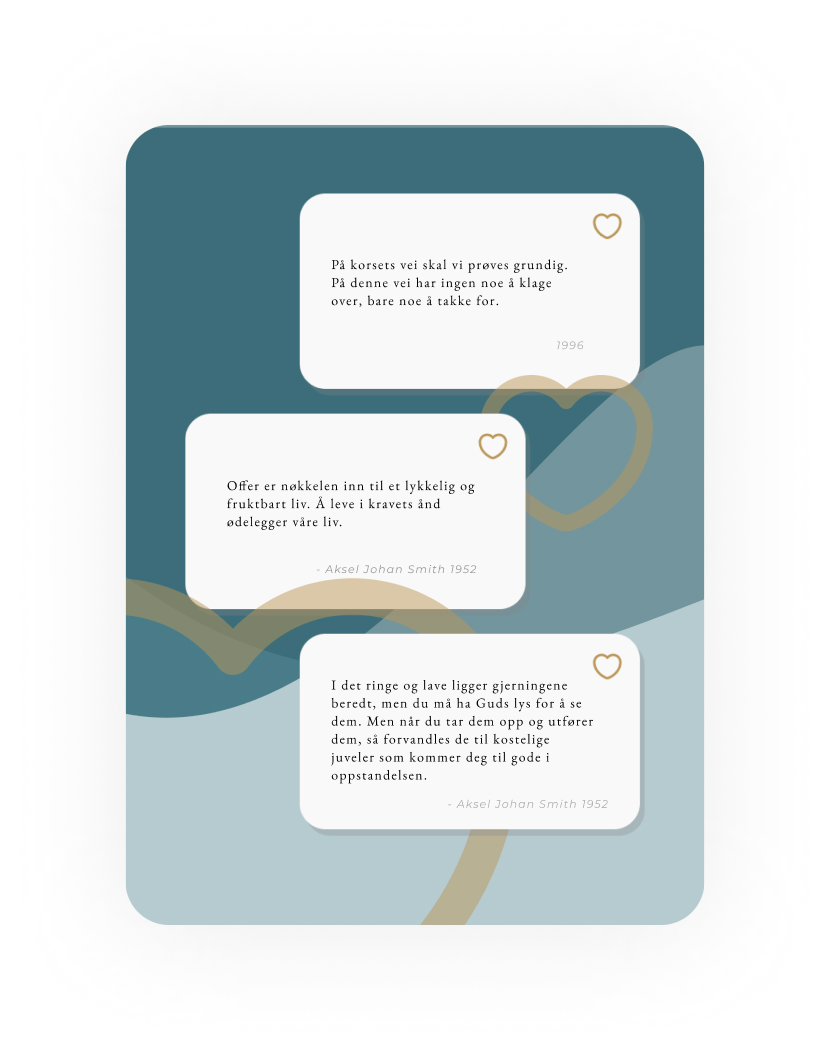 På korsets vei skal vi prøves grundig.
På denne vei har ingen noe å klage
over, bare noe å takke for.
1996
Offer er nøkkelen inn til et lykkelig og
fruktbart liv. Å leve i kravets ånd
ødelegger våre liv.
- Aksel Johan Smith 1952
I det ringe og lave ligger gjerningene
beredt, men du må ha Guds lys for å se
dem. Men når du tar dem opp og utfører
dem, så forvandles de til kostelige
juveler som kommer deg til gode i
oppstandelsen.
- Aksel Johan Smith 1952